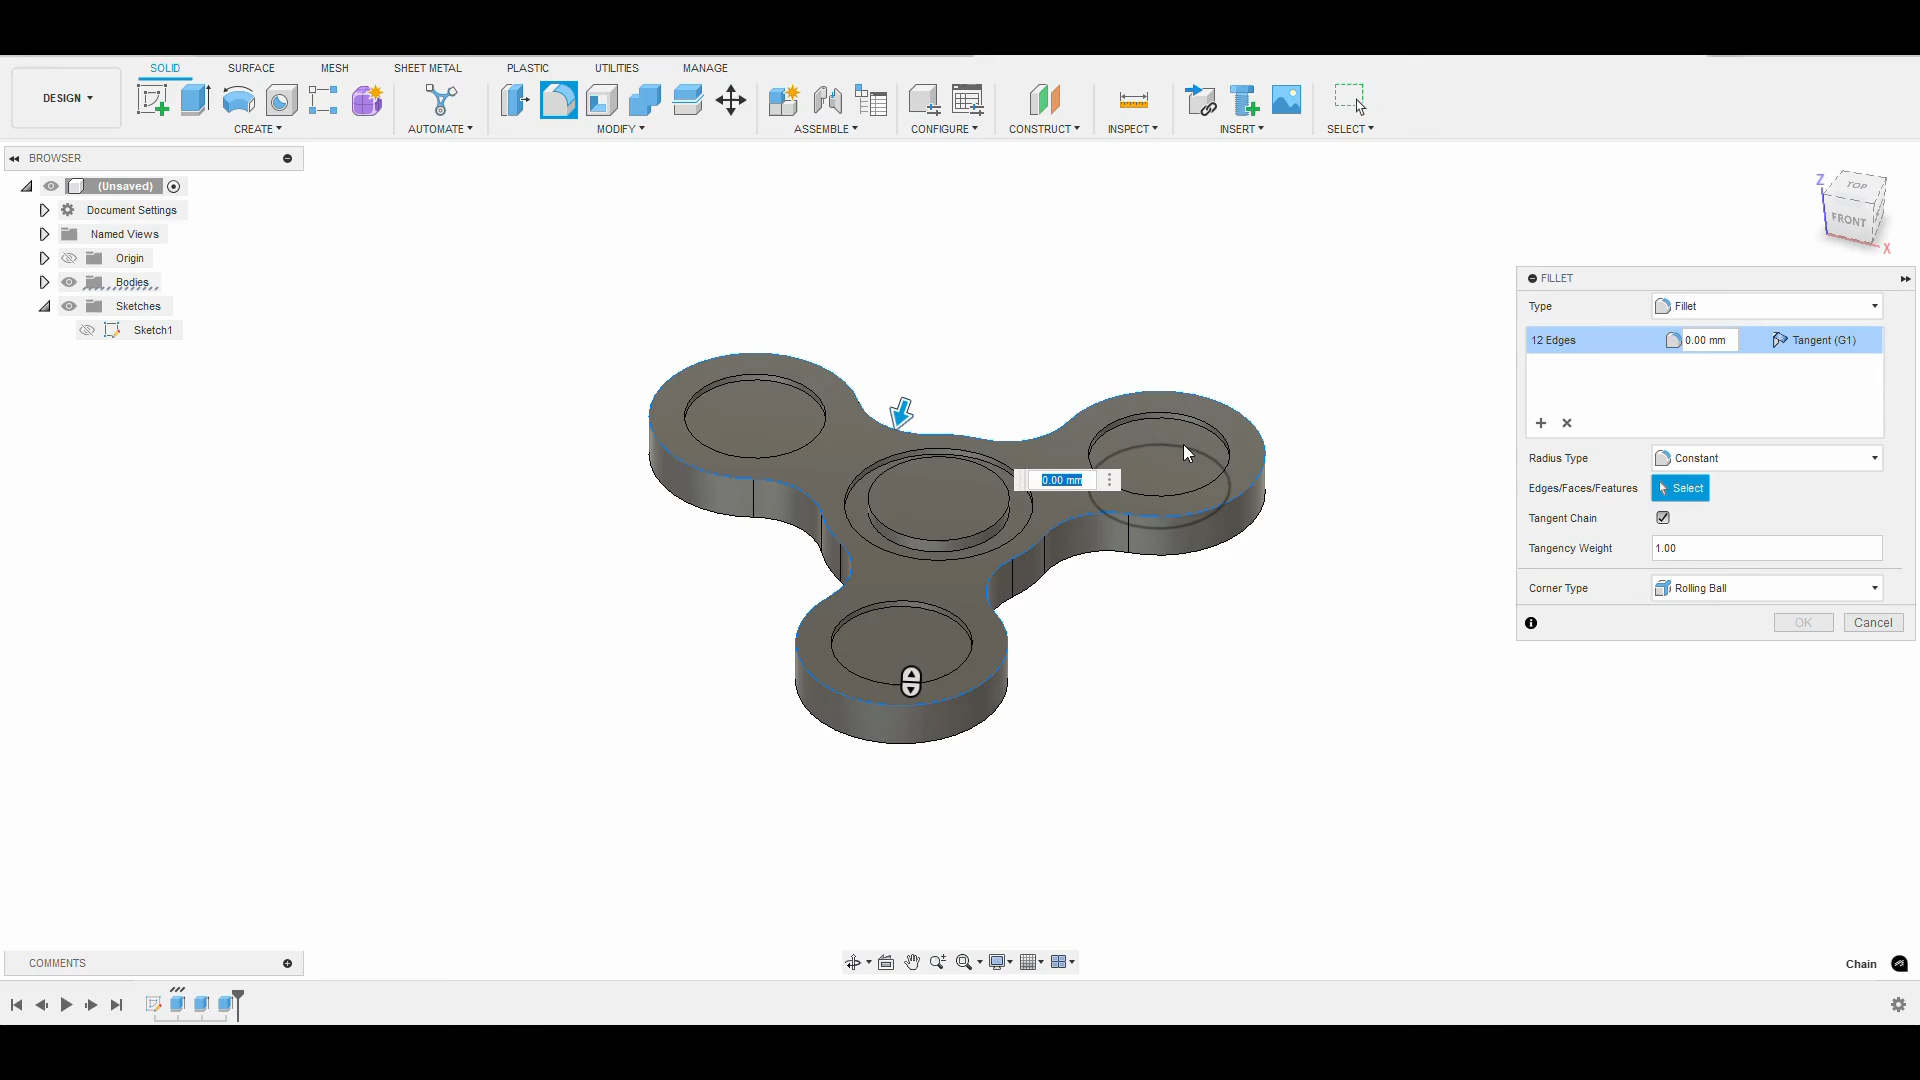 SOLID SURFACE MESH SHEET METAL PLASTIC UTILITIES MANAGE
DESIGN
CREATE AUTOMATE MODIFY ASSEMBLE CONFIGURE CONSTRUCT INSPECT INSERT SELECT
BROWSER
(Unsaved)
Document Settings
Named Views
Origin
Bodies
Sketches
Sketch1
Z
TOP
FRONT
X
FILLET
Type Fillet
12 Edges 0.00 mm Tangent (G1)
Radius Type Constant
Edges/Faces/Features Select
Tangent Chain
Tangency Weight 1.00
Corner Type Rolling Ball
OK Cancel
0.00 mm
COMMENTS
Chain